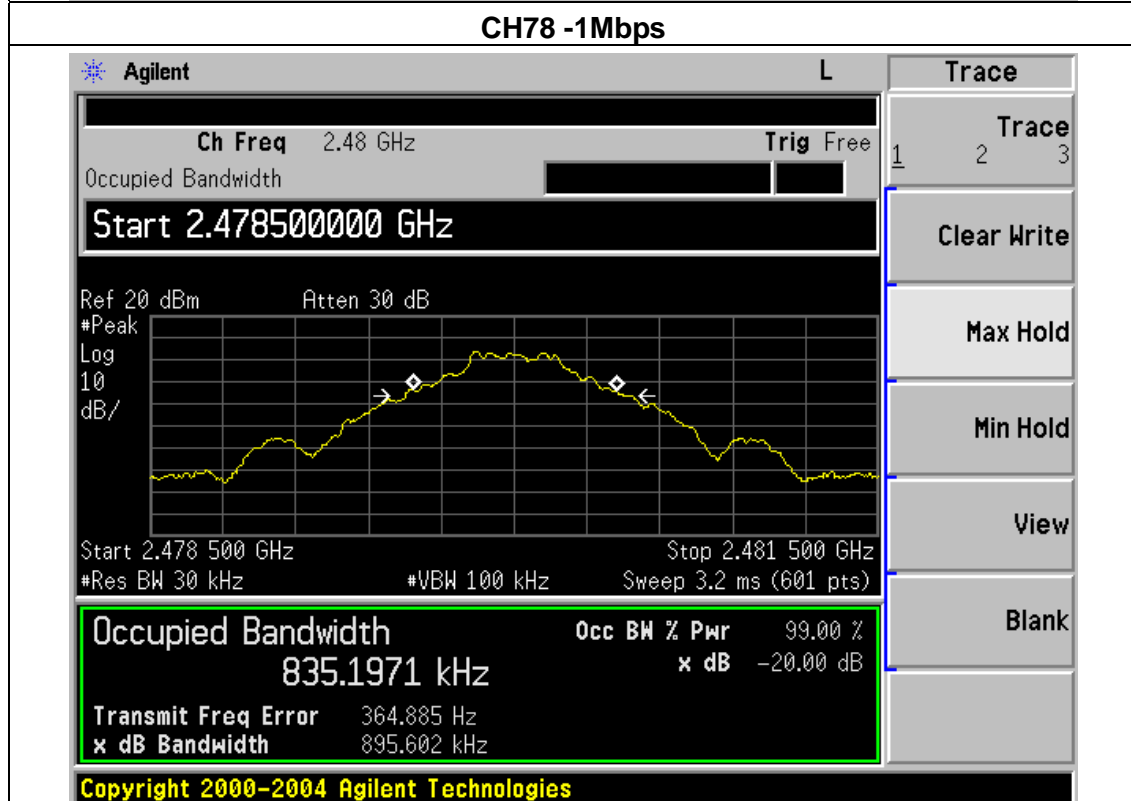 CH78 -1Mbps
Agilent L Trace
Ch Freq 2.48 GHz Trig Free
Occupied Bandwidth
Trace
1 2 3
Start 2.478500000 GHz
Clear Write
Ref 20 dBm Atten 30 dB
#Peak
Log
10
dB/
Max Hold
Min Hold
View
Start 2.478 500 GHz Stop 2.481 500 GHz
#Res BW 30 kHz #VBW 100 kHz Sweep 3.2 ms (601 pts)
Blank
Occupied Bandwidth Occ BW % Pwr 99.00 %
835.1971 kHz x dB -20.00 dB
Transmit Freq Error 364.885 Hz
x dB Bandwidth 895.602 kHz
Copyright 2000-2004 Agilent Technologies